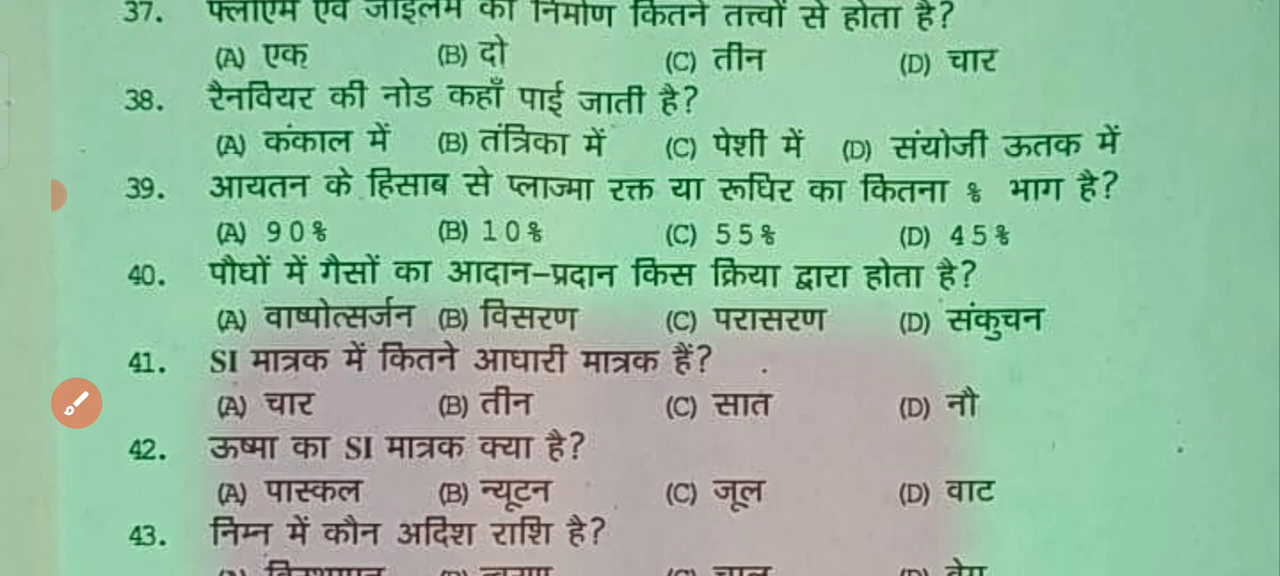 37. फ्लोएम एवं जाइलम का निर्माण कितने तत्त्वों से होता है?
(A) एक (B) दो (C) तीन (D) चार
38. रैनवियर की नोड कहाँ पाई जाती है?
(A) कंकाल में (B) तंत्रिका में (C) पेशी में (D) संयोजी ऊतक में
39. आयतन के हिसाब से प्लाज्मा रक्त या रूधिर का कितना % भाग है?
(A) 90% (B) 10% (C) 55% (D) 45%
40. पौधों में गैसों का आदान-प्रदान किस क्रिया द्वारा होता है?
(A) वाष्पोत्सर्जन (B) विसरण (C) परासरण (D) संकुचन
41. SI मात्रक में कितने आधारी मात्रक हैं?
(A) चार (B) तीन (C) सात (D) नौ
42. ऊष्मा का SI मात्रक क्या है?
(A) पास्कल (B) न्यूटन (C) जूल (D) वाट
43. निम्न में कौन अदिश राशि है?
(A) विस्थापन (B) त्वरण (C) चाल (D) वेग